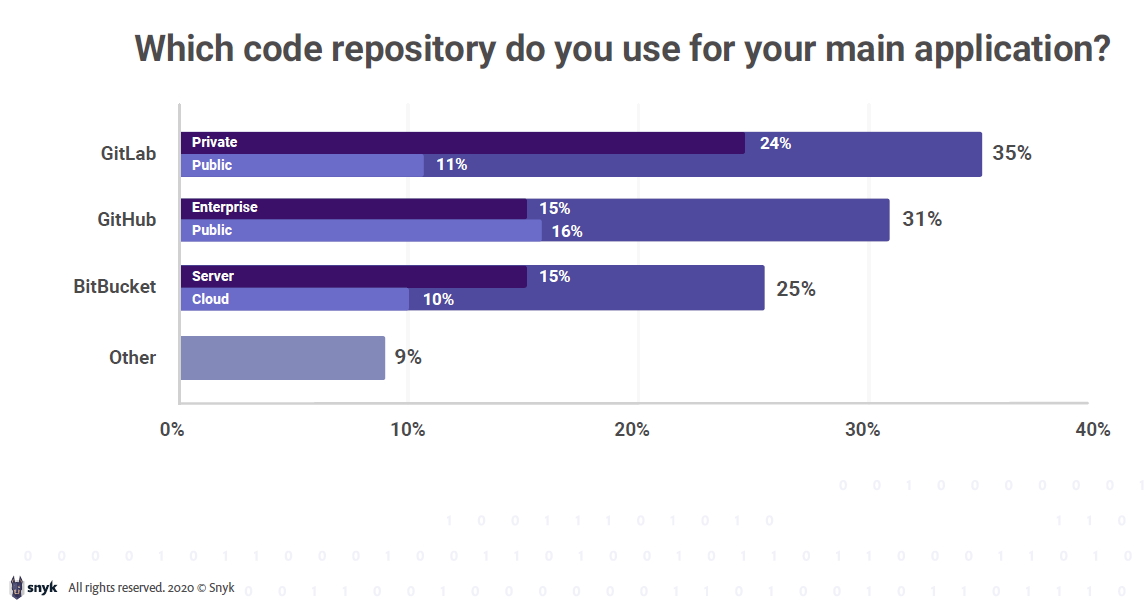 Which code repository do you use for your main application?
GitLab
Private
24%
Public
11%
35%
GitHub
Enterprise
15%
Public
16%
31%
BitBucket
Server
15%
Cloud
10%
25%
Other
9%
0%
10%
20%
30%
40%
snyk
All rights reserved. 2020 © Snyk